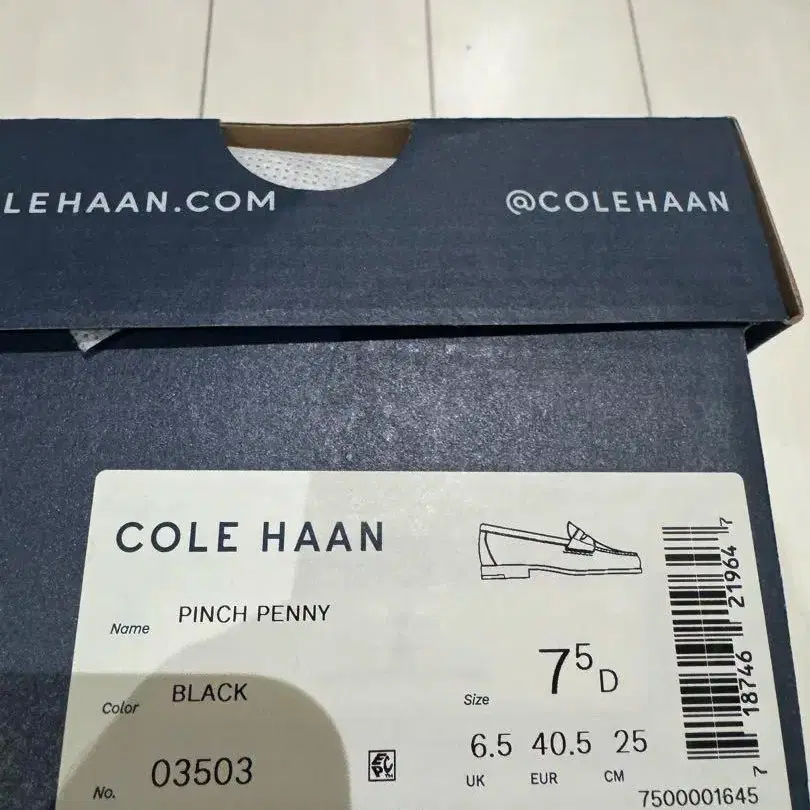 LEHAAN.COM
@COLEHAAN
COLE HAAN
Name PINCH PENNY
Color BLACK
Size 7 5 D
No. 03503
6.5 40.5 25
UK EUR CM
7 18746 21964 7
7500001645